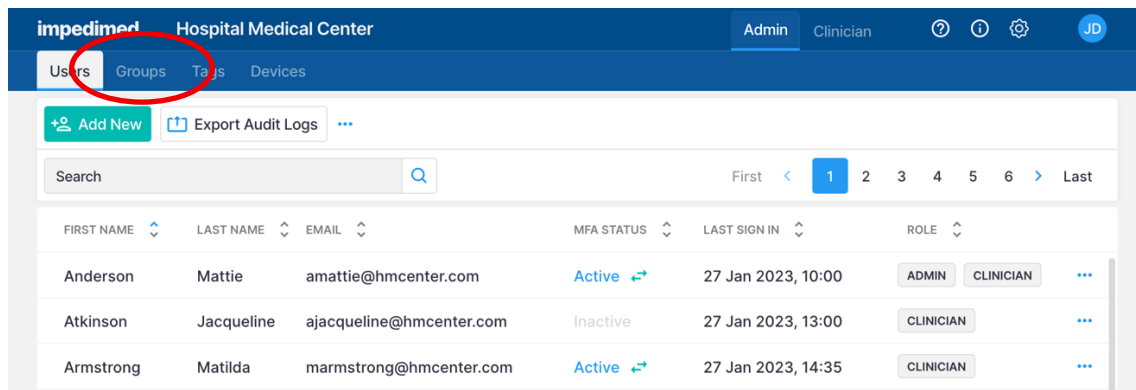 impedimed Hospital Medical Center Admin Clinician JD
Users Groups Tags Devices
Add New Export Audit Logs
Search First 1 2 3 4 5 6 Last
FIRST NAME LAST NAME EMAIL MFA STATUS LAST SIGN IN ROLE
Anderson Mattie amattie@hmcenter.com Active 27 Jan 2023, 10:00 ADMIN CLINICIAN
Atkinson Jacqueline ajacqueline@hmcenter.com Inactive 27 Jan 2023, 13:00 CLINICIAN
Armstrong Matilda marmstrong@hmcenter.com Active 27 Jan 2023, 14:35 CLINICIAN